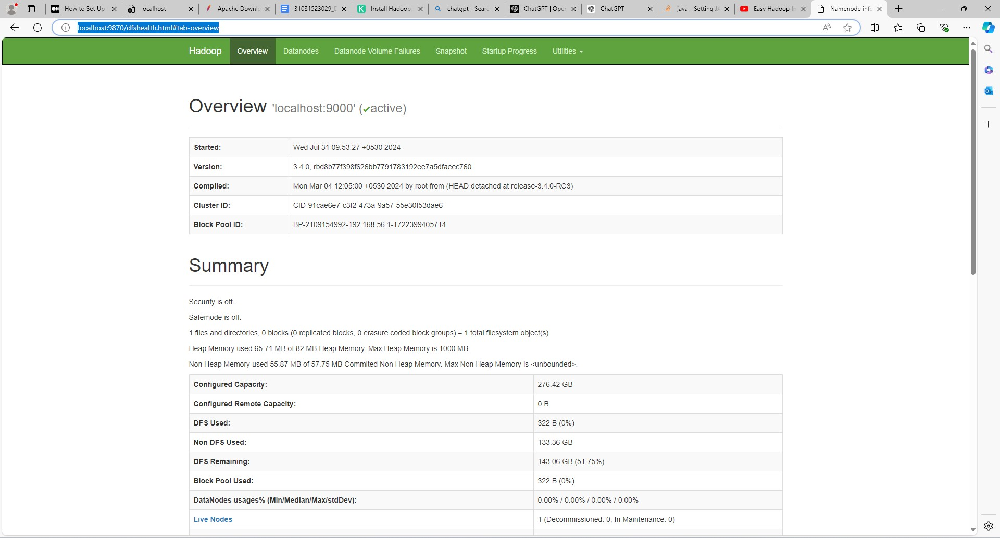 How to Set Up
localhost
Apache Downlo
31031523029_D
Install Hadoop
chatgpt - Searc
ChatGPT | Oper
ChatGPT
java - Setting JA
Easy Hadoop In
Namenode info
localhost:9870/dfshealth.html#tab-overview
Hadoop
Overview
Datanodes
Datanode Volume Failures
Snapshot
Startup Progress
Utilities
Overview 'localhost:9000' (✔active)
Started: Wed Jul 31 09:53:27 +0530 2024
Version: 3.4.0, rbd8b77f398f626bb7791783192ee7a5dfaeec760
Compiled: Mon Mar 04 12:05:00 +0530 2024 by root from (HEAD detached at release-3.4.0-RC3)
Cluster ID: CID-91cae6e7-c3f2-473a-9a57-55e30f53dae6
Block Pool ID: BP-2109154992-192.168.56.1-1722399405714
Summary
Security is off.
Safemode is off.
1 files and directories, 0 blocks (0 replicated blocks, 0 erasure coded block groups) = 1 total filesystem object(s).
Heap Memory used 65.71 MB of 82 MB Heap Memory. Max Heap Memory is 1000 MB.
Non Heap Memory used 55.87 MB of 57.75 MB Commited Non Heap Memory. Max Non Heap Memory is <unbounded>.
Configured Capacity: 276.42 GB
Configured Remote Capacity: 0 B
DFS Used: 322 B (0%)
Non DFS Used: 133.36 GB
DFS Remaining: 143.06 GB (51.75%)
Block Pool Used: 322 B (0%)
DataNodes usages% (Min/Median/Max/stdDev): 0.00% / 0.00% / 0.00% / 0.00%
Live Nodes 1 (Decommissioned: 0, In Maintenance: 0)